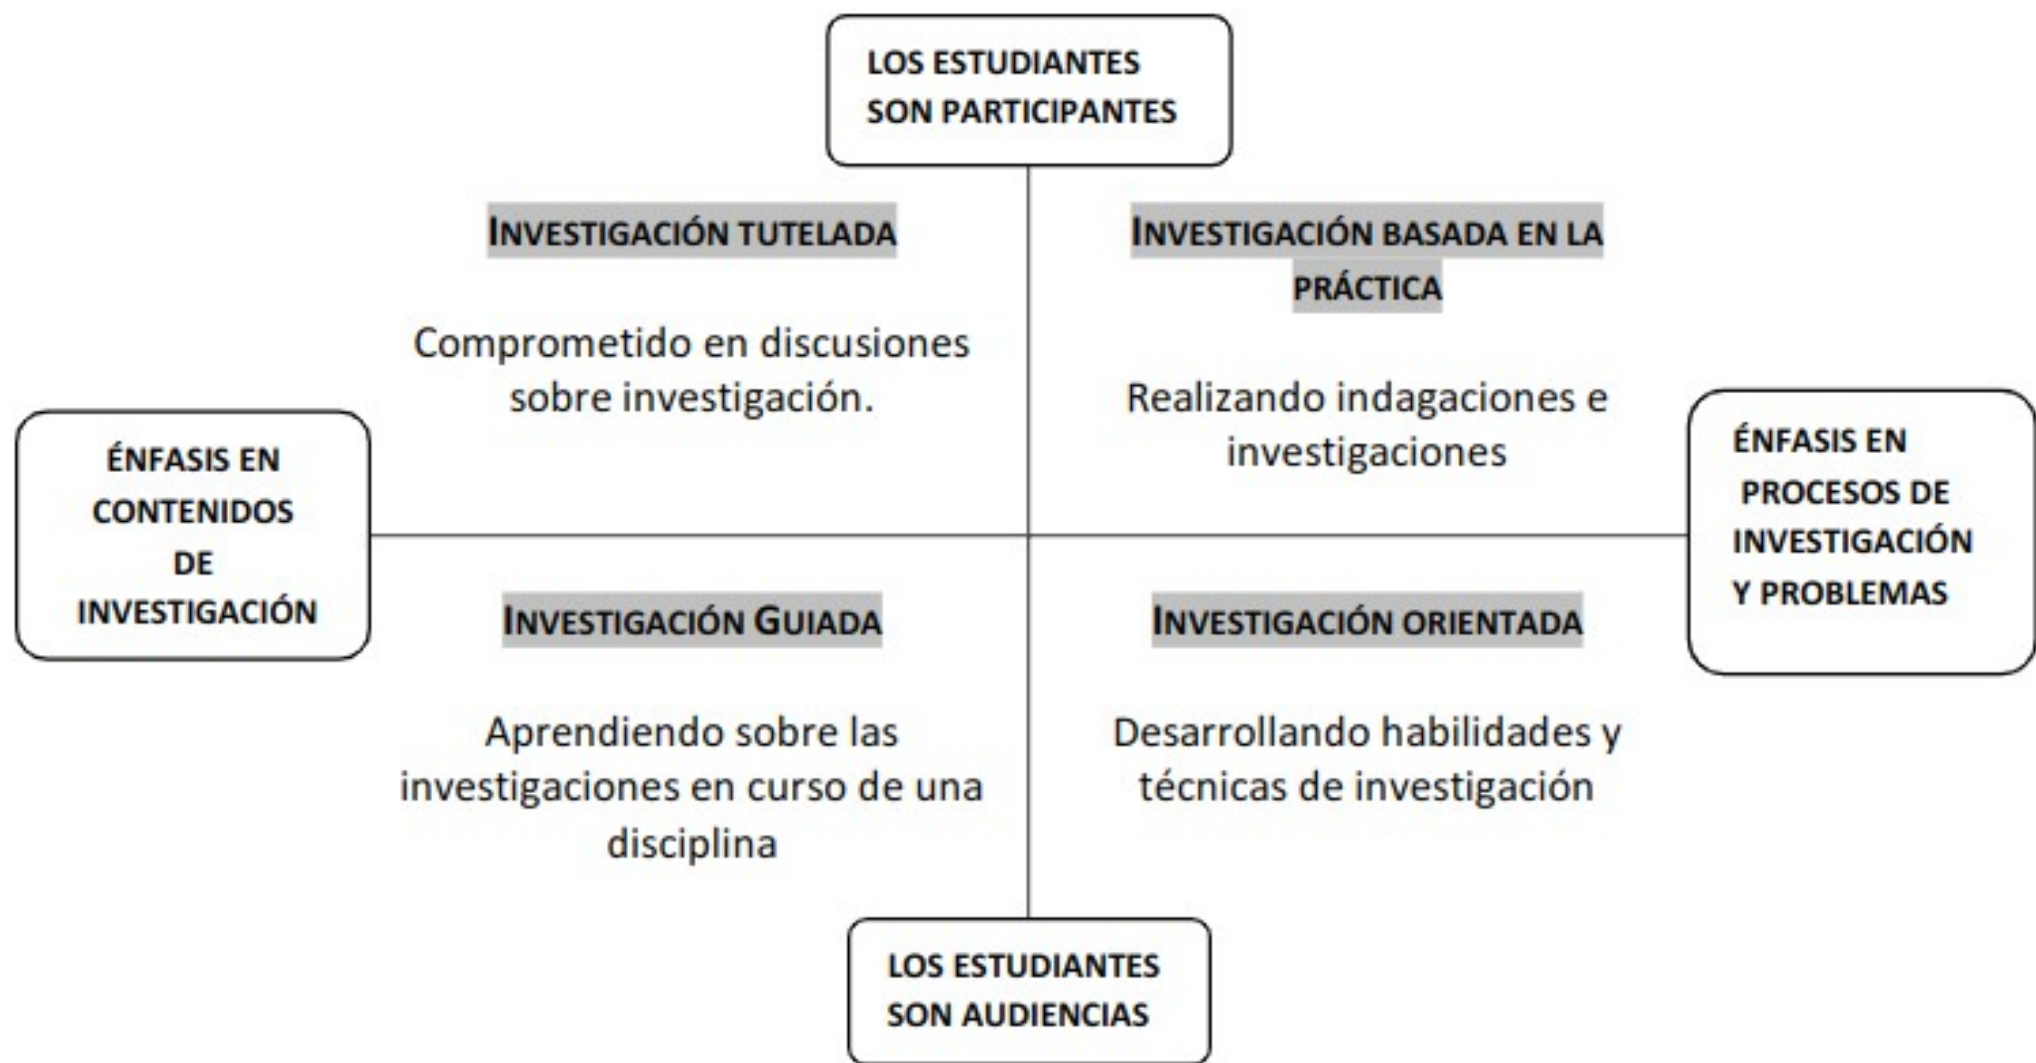 LOS ESTUDIANTES
SON PARTICIPANTES
INVESTIGACIÓN TUTELADA
Comprometido en discusiones
sobre investigación.
INVESTIGACIÓN BASADA EN LA
PRÁCTICA
Realizando indagaciones e
investigaciones
ÉNFASIS EN
CONTENIDOS
DE
INVESTIGACIÓN
ÉNFASIS EN
PROCESOS DE
INVESTIGACIÓN
Y PROBLEMAS
INVESTIGACIÓN GUIADA
Aprendiendo sobre las
investigaciones en curso de una
disciplina
INVESTIGACIÓN ORIENTADA
Desarrollando habilidades y
técnicas de investigación
LOS ESTUDIANTES
SON AUDIENCIAS